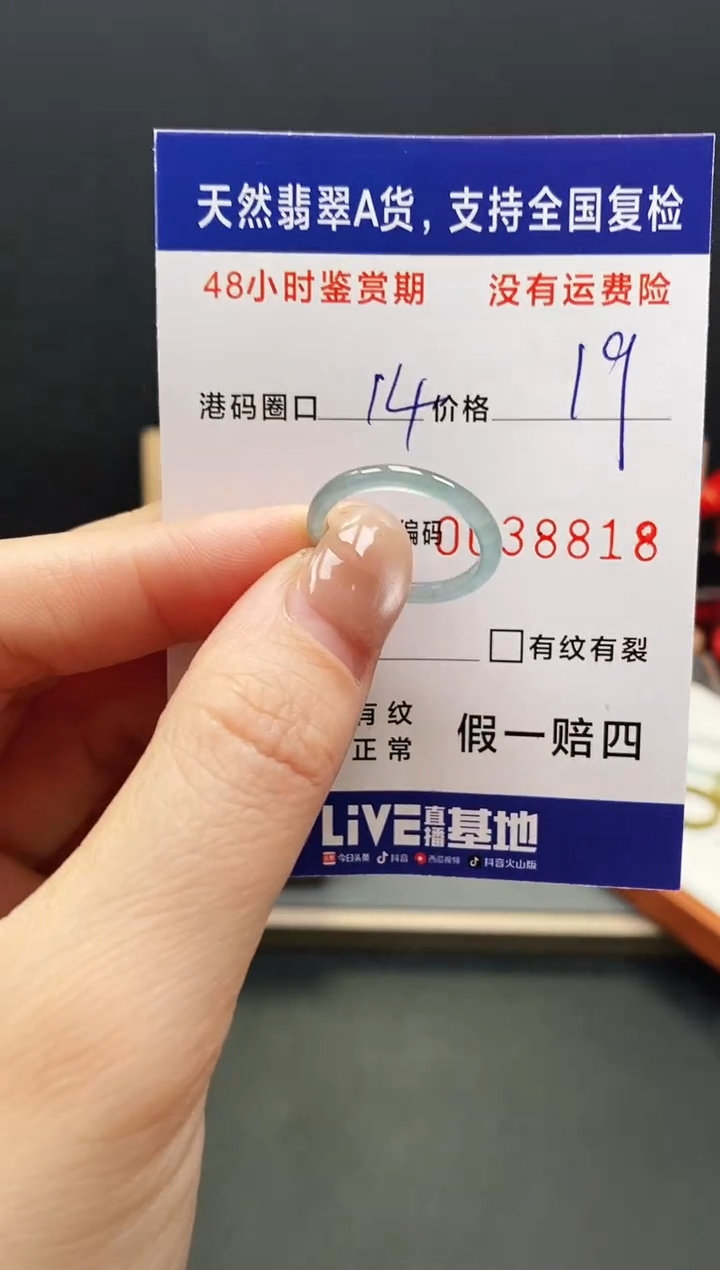 天然翡翠A货，支持全国复检
48小时鉴赏期 没有运费险
港码圈口 14 价格 19
编码 0038818
□有纹有裂
有纹
正常 假一赔四
LiVE直播基地
今日头条 抖音 西瓜视频 抖音火山版